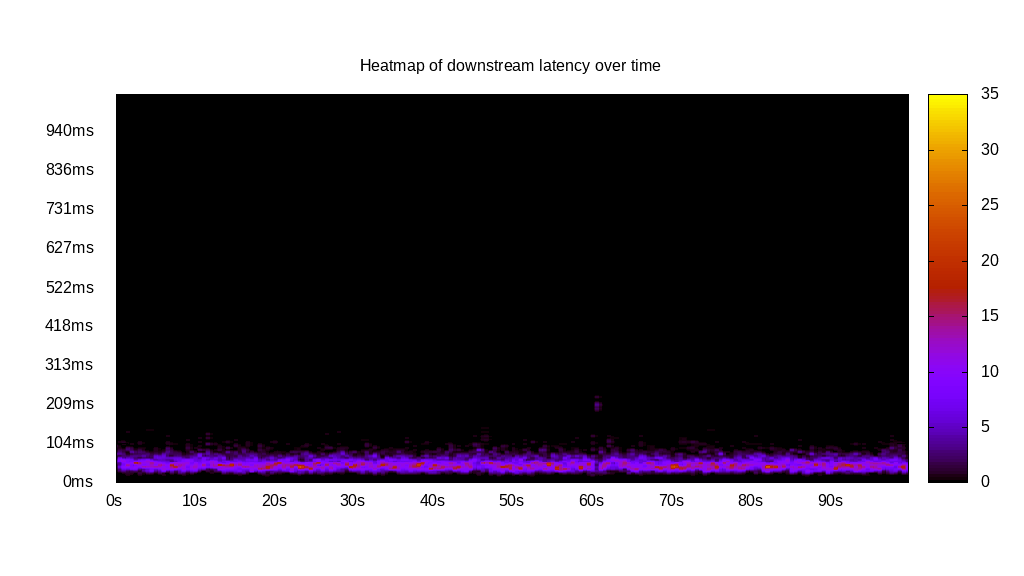 Heatmap of downstream latency over time
940ms
836ms
731ms
627ms
522ms
418ms
313ms
209ms
104ms
0ms
0s 10s 20s 30s 40s 50s 60s 70s 80s 90s
35
30
25
20
15
10
5
0